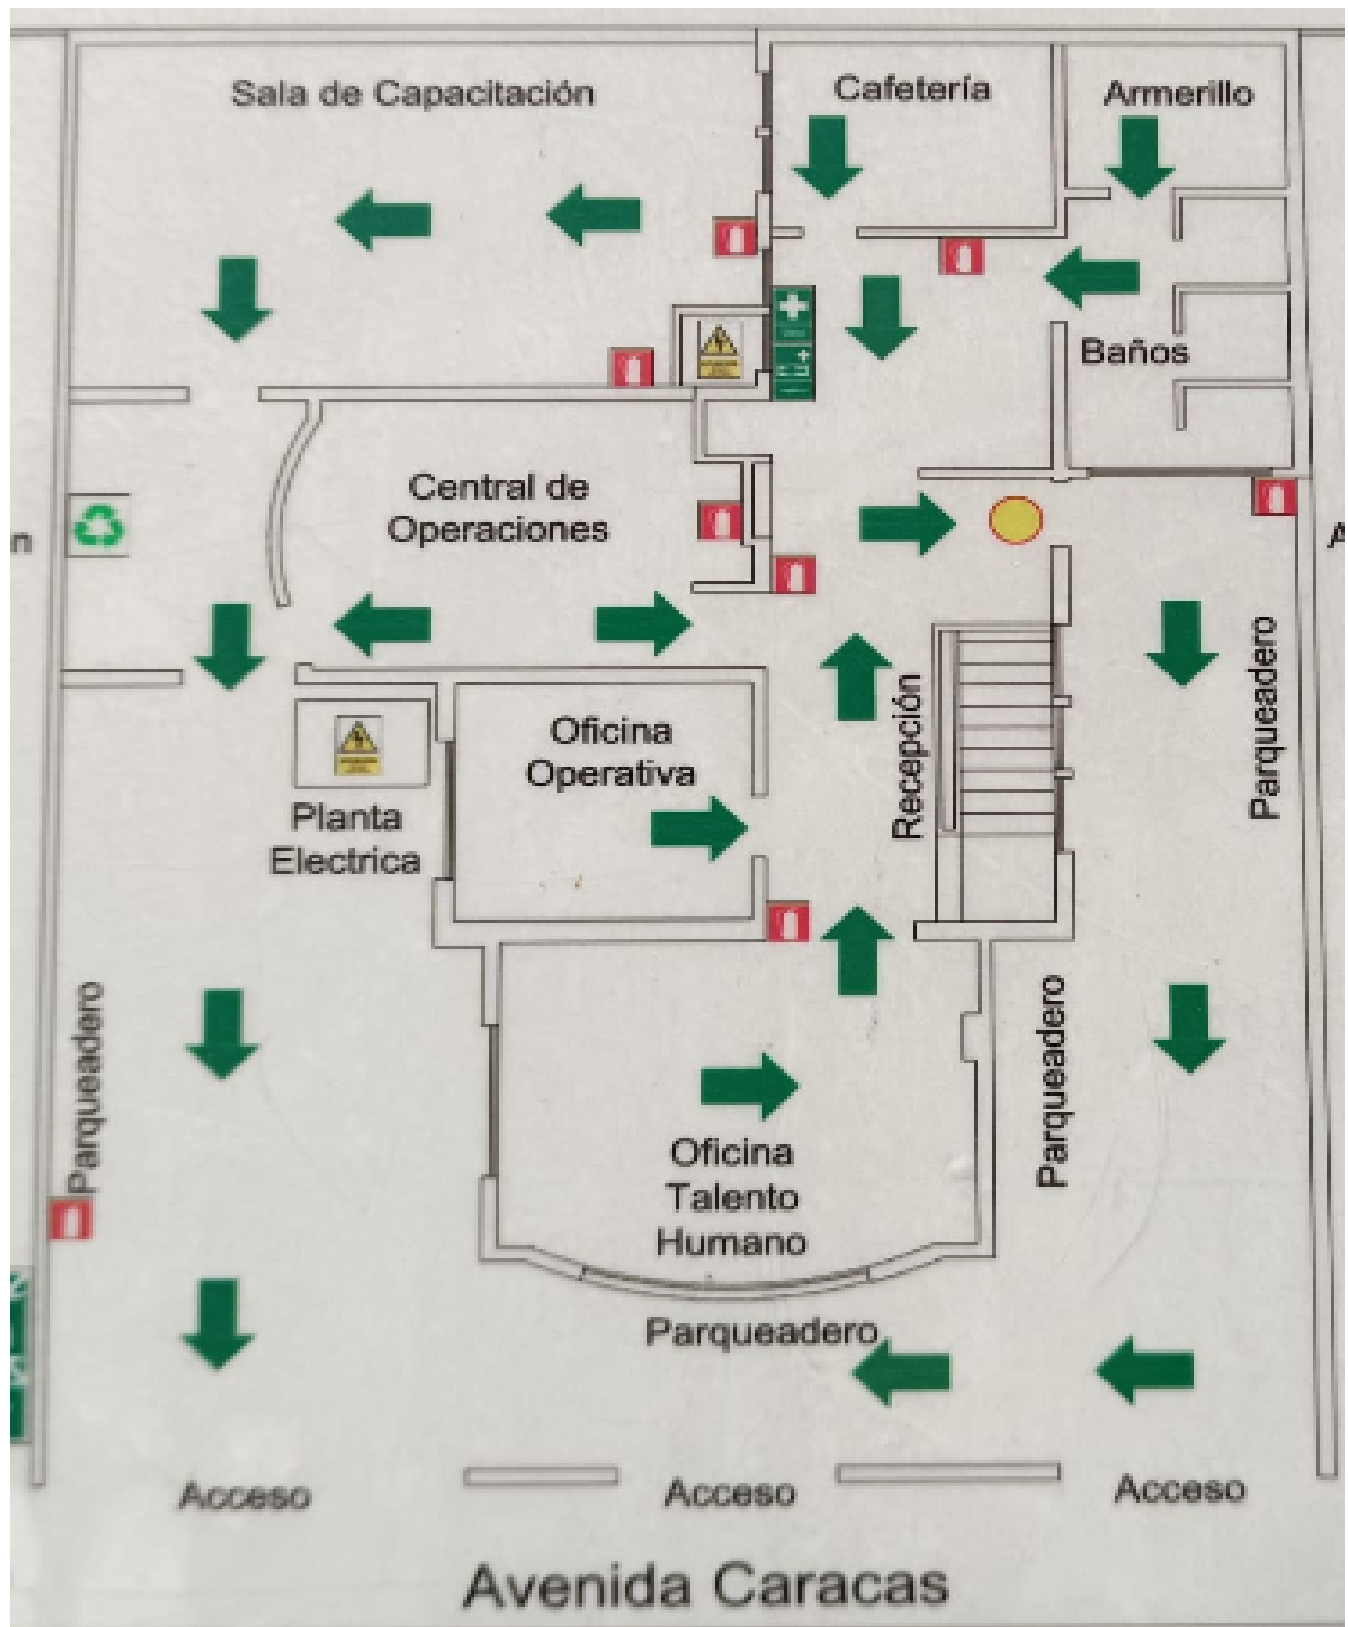 Sala de Capacitación
Cafetería
Armerillo
Baños
Central de
Operaciones
n
A
Recepción
Parqueadero
Oficina
Operativa
Planta
Electrica
Parqueadero
Parqueadero
Oficina
Talento
Humano
Parqueadero
Acceso
Acceso
Acceso
Avenida Caracas